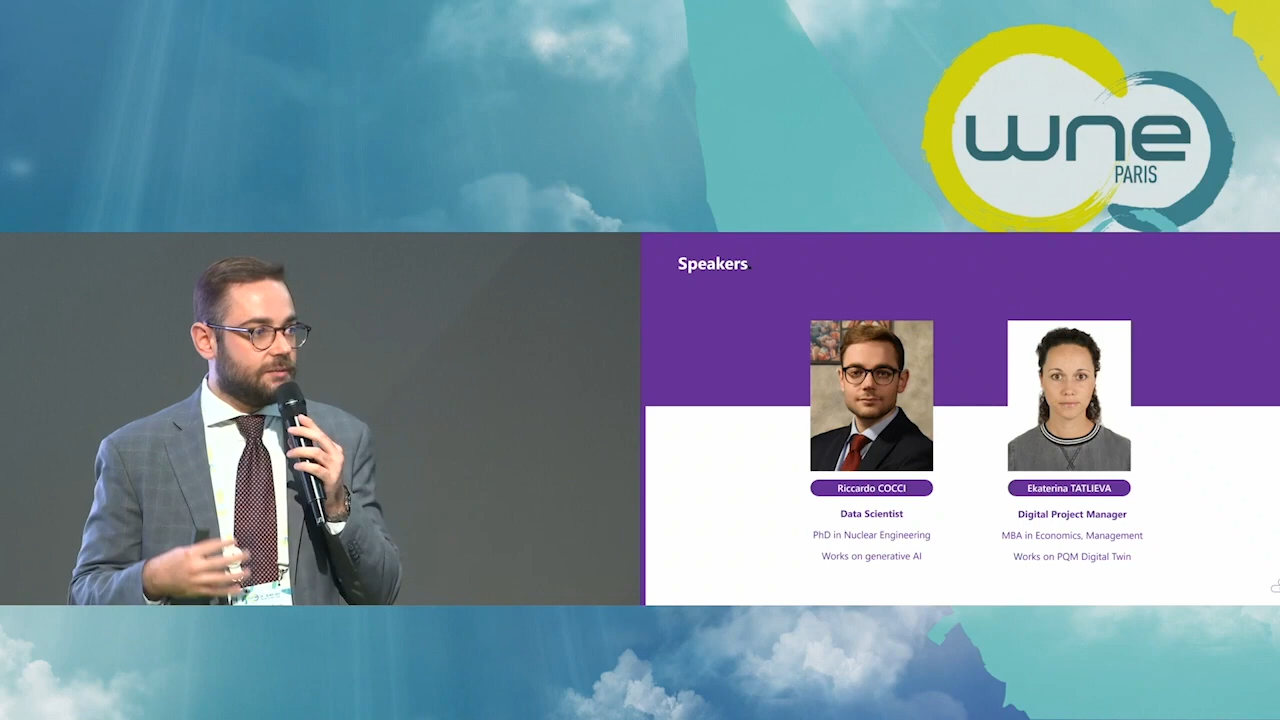 wne
PARIS
Speakers.
Riccardo COCCI
Data Scientist
PhD in Nuclear Engineering
Works on generative AI
Ekaterina TATLIEVA
Digital Project Manager
MBA in Economics, Management
Works on PQM Digital Twin